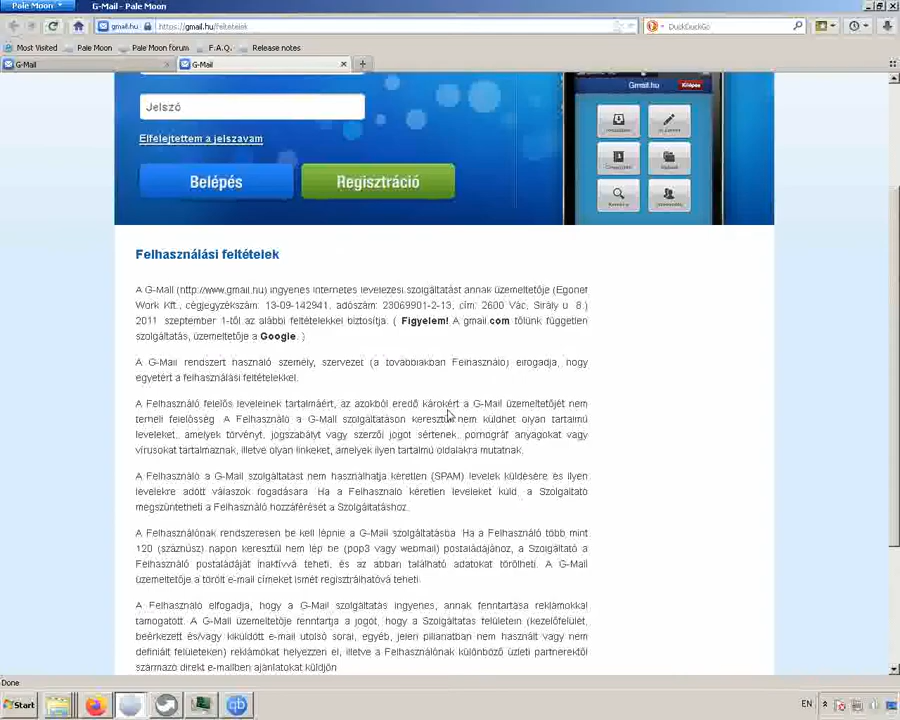 Pale Moon
G-Mail - Pale Moon
gmail.hu
https://gmail.hu/feltetelek
DuckDuckGo
Most Visited
Pale Moon
Pale Moon forum
F.A.Q.
Release notes
G-Mail
G-Mail
Jelszó
Elfelejtettem a jelszavam
Belépés
Regisztráció
Gmail.hu
Kilépés
Felhasználási feltételek
A G-Mail (http://www.gmail.hu) ingyenes internetes levelezési szolgáltatást annak üzemeltetője (Egonet
Work Kft., cégjegyzékszám: 13-09-142941, adószám: 23069901-2-13, cím: 2600 Vác, Sirály u. 8.)
2011. szeptember 1-től az alábbi feltételekkel biztosítja. ( Figyelem! A gmail.com tőlünk független
szolgáltatás, üzemeltetője a Google. )
A G-Mail rendszert használó személy, szervezet (a továbbiakban Felhasználó) elfogadja, hogy
egyetért a felhasználási feltételekkel.
A Felhasználó felelős leveleinek tartalmáért, az azokból eredő károkért a G-Mail üzemeltetőjét nem
terheli felelősség. A Felhasználó a G-Mail szolgáltatáson keresztül nem küldhet olyan tartalmú
leveleket, amelyek törvényt, jogszabályt vagy szerzői jogot sértenek, pornográf anyagokat vagy
vírusokat tartalmaznak, illetve olyan linkeket, amelyek ilyen tartalmú oldalakra mutatnak.
A Felhasználó a G-Mail szolgáltatást nem használhatja kéretlen (SPAM) levelek küldésére és ilyen
levelekre adott válaszok fogadására. Ha a Felhasználó kéretlen leveleket küld, a Szolgáltató
megszüntetheti a Felhasználó hozzáférését a Szolgáltatáshoz.
A Felhasználónak rendszeresen be kell lépnie a G-Mail szolgáltatásba. Ha a Felhasználó több mint
120 (százhúsz) napon keresztül nem lép be (pop3 vagy webmail) postaládájához, a Szolgáltató a
Felhasználó postaládáját inaktívvá teheti, és az abban található adatokat törölheti. A G-Mail
üzemeltetője a törölt e-mail címeket ismét regisztrálhatóvá teheti.
A Felhasználó elfogadja, hogy a G-Mail szolgáltatás ingyenes, annak fenntartása reklámokkal
támogatott. A G-Mail üzemeltetője fenntartja a jogot, hogy a Szolgáltatás felületein (kezelőfelület,
beérkezett és/vagy kiküldött e-mail utolsó sorai, egyéb, jelen pillanatban nem használt vagy nem
definiált felületeken) reklámokat helyezzen el, illetve a Felhasználónak különböző üzleti partnerektől
származó direkt e-mailben ajánlatokat küldjön.
Done
Start
EN